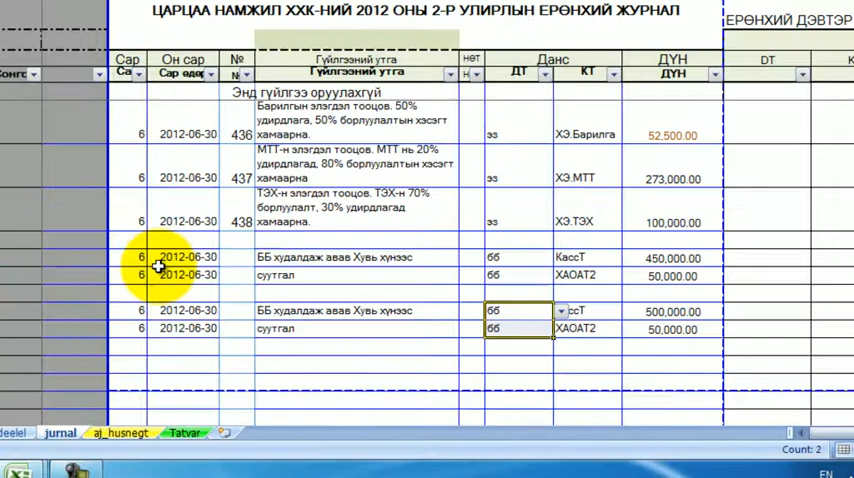 ЦАРЦАА НАМЖИЛ ХХК-НИЙ 2012 ОНЫ 2-Р УЛИРЛЫН ЕРӨНХИЙ ЖУРНАЛ
ЕРӨНХИЙ ДЭВТЭР
Сар Он сар № Гүйлгээний утга нөт Данс ДҮН DT К
Сонго Са Сар өдөр № Гүйлгээний утга н ДТ КТ ДҮН
Энд гүйлгээ оруулахгүй
Барилгын элэгдэл тооцов. 50%
удирдлага, 50% борлуулалтын хэсэгт
6 2012-06-30 436 хамаарна. ээ ХЭ.Барилга 52,500.00
МТТ-н элэгдэл тооцов. МТТ нь 20%
удирдлагад, 80% борлуулалтын хэсэгт
6 2012-06-30 437 хамаарна. ээ ХЭ.МТТ 273,000.00
ТЭХ-н элэгдэл тооцов. ТЭХ-н 70%
борлуулалт, 30% удирдлагад
6 2012-06-30 438 хамаарна. ээ ХЭ.ТЭХ 100,000.00
6 2012-06-30 ББ худалдаж авав Хувь хүнээс бб КассТ 450,000.00
6 2012-06-30 суутгал бб ХАОАТ2 50,000.00
6 2012-06-30 ББ худалдаж авав Хувь хүнээс бб ссТ 500,000.00
6 2012-06-30 суутгал бб ХАОАТ2 50,000.00
deelel jurnal aj_husnegt Tatvar
Count: 2
EN